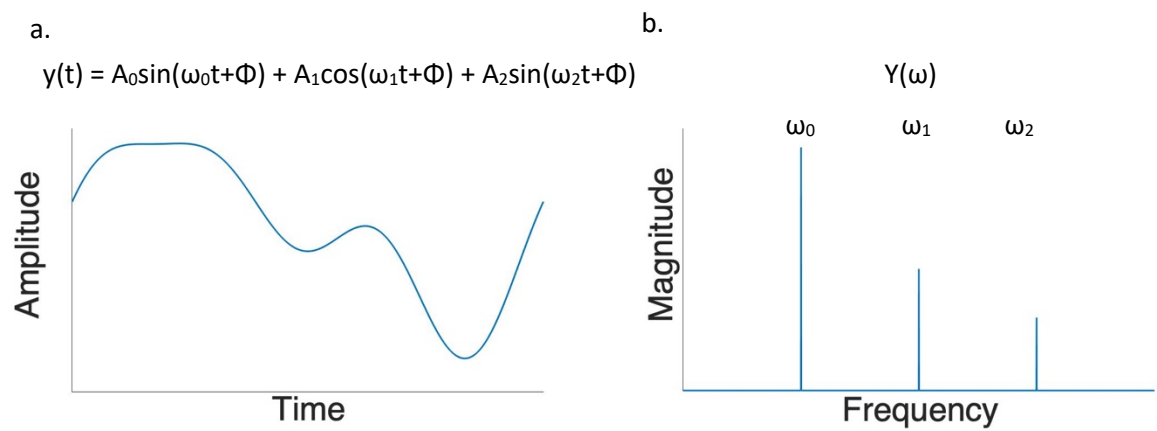 a.
y(t) = A₀sin(ω₀t+Φ) + A₁cos(ω₁t+Φ) + A₂sin(ω₂t+Φ)
Amplitude
Time
b.
Y(ω)
ω₀ ω₁ ω₂
Magnitude
Frequency